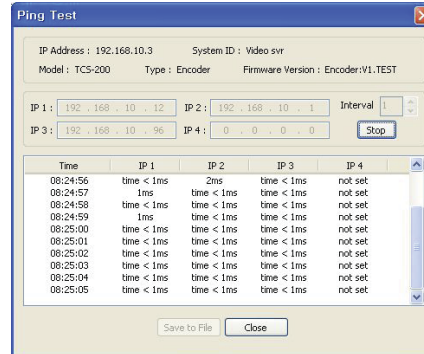 Ping Test
IP Address : 192.168.10.3 System ID : Video svr
Model : TCS-200 Type : Encoder Firmware Version : Encoder:V1.TEST
IP 1 : 192 . 168 . 10 . 12 IP 2 : 192 . 168 . 10 . 1 Interval 1
IP 3 : 192 . 168 . 10 . 96 IP 4 : 0 . 0 . 0 . 0 Stop
Time IP 1 IP 2 IP 3 IP 4
08:24:56 time < 1ms 2ms time < 1ms not set
08:24:57 1ms time < 1ms time < 1ms not set
08:24:58 time < 1ms time < 1ms time < 1ms not set
08:24:59 1ms time < 1ms time < 1ms not set
08:25:00 time < 1ms time < 1ms time < 1ms not set
08:25:01 time < 1ms time < 1ms time < 1ms not set
08:25:02 time < 1ms time < 1ms time < 1ms not set
08:25:03 time < 1ms time < 1ms time < 1ms not set
08:25:04 time < 1ms time < 1ms time < 1ms not set
08:25:05 time < 1ms time < 1ms time < 1ms not set
Save to File Close